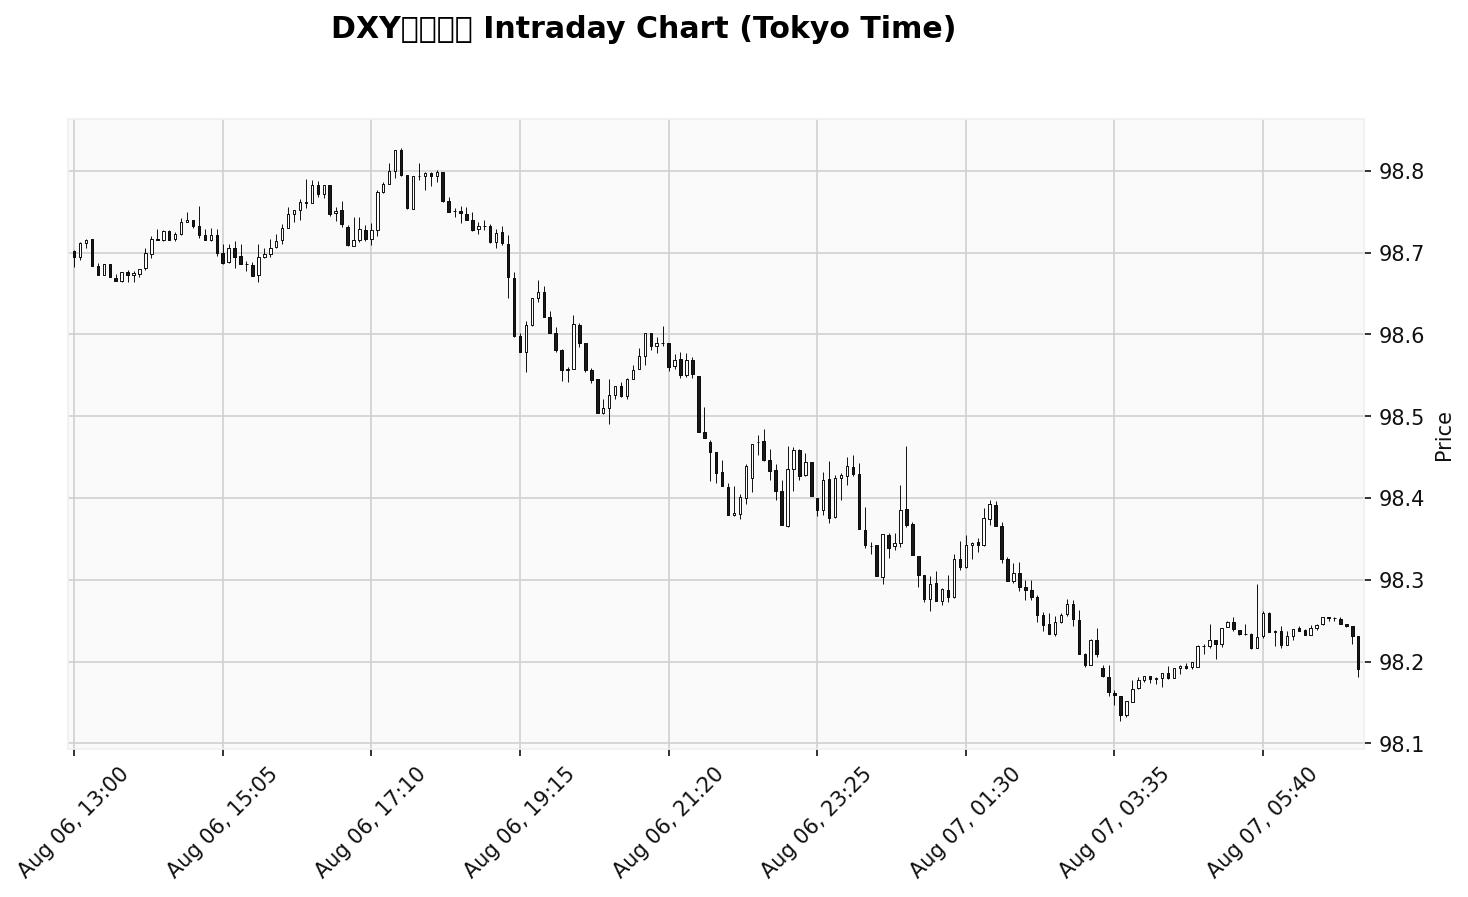 DXY Intraday Chart (Tokyo Time)
98.8
98.7
98.6
98.5
98.4
98.3
98.2
98.1
Price
Aug 06, 13:00
Aug 06, 15:05
Aug 06, 17:10
Aug 06, 19:15
Aug 06, 21:20
Aug 06, 23:25
Aug 07, 01:30
Aug 07, 03:35
Aug 07, 05:40